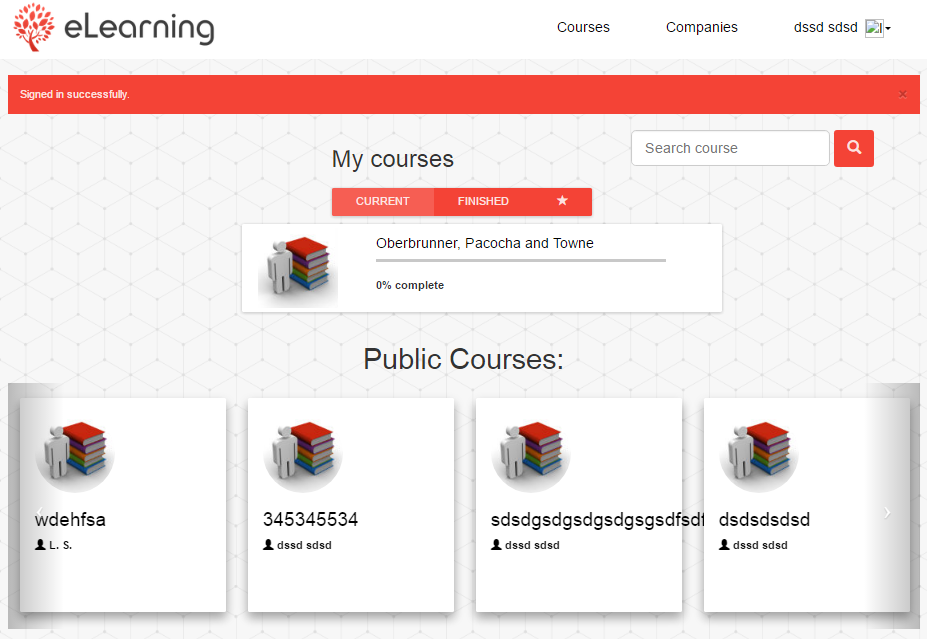 eLearning
Courses Companies dssd sdsd
Signed in successfully. ×
My courses
Search course
CURRENT FINISHED ★
Oberbrunner, Pacocha and Towne
0% complete
Public Courses:
wdehfsa
L. S.
345345534
dssd sdsd
sdsdgsdgsdgsdgsgsdfsdf
dssd sdsd
dsdsdsdsd
dssd sdsd